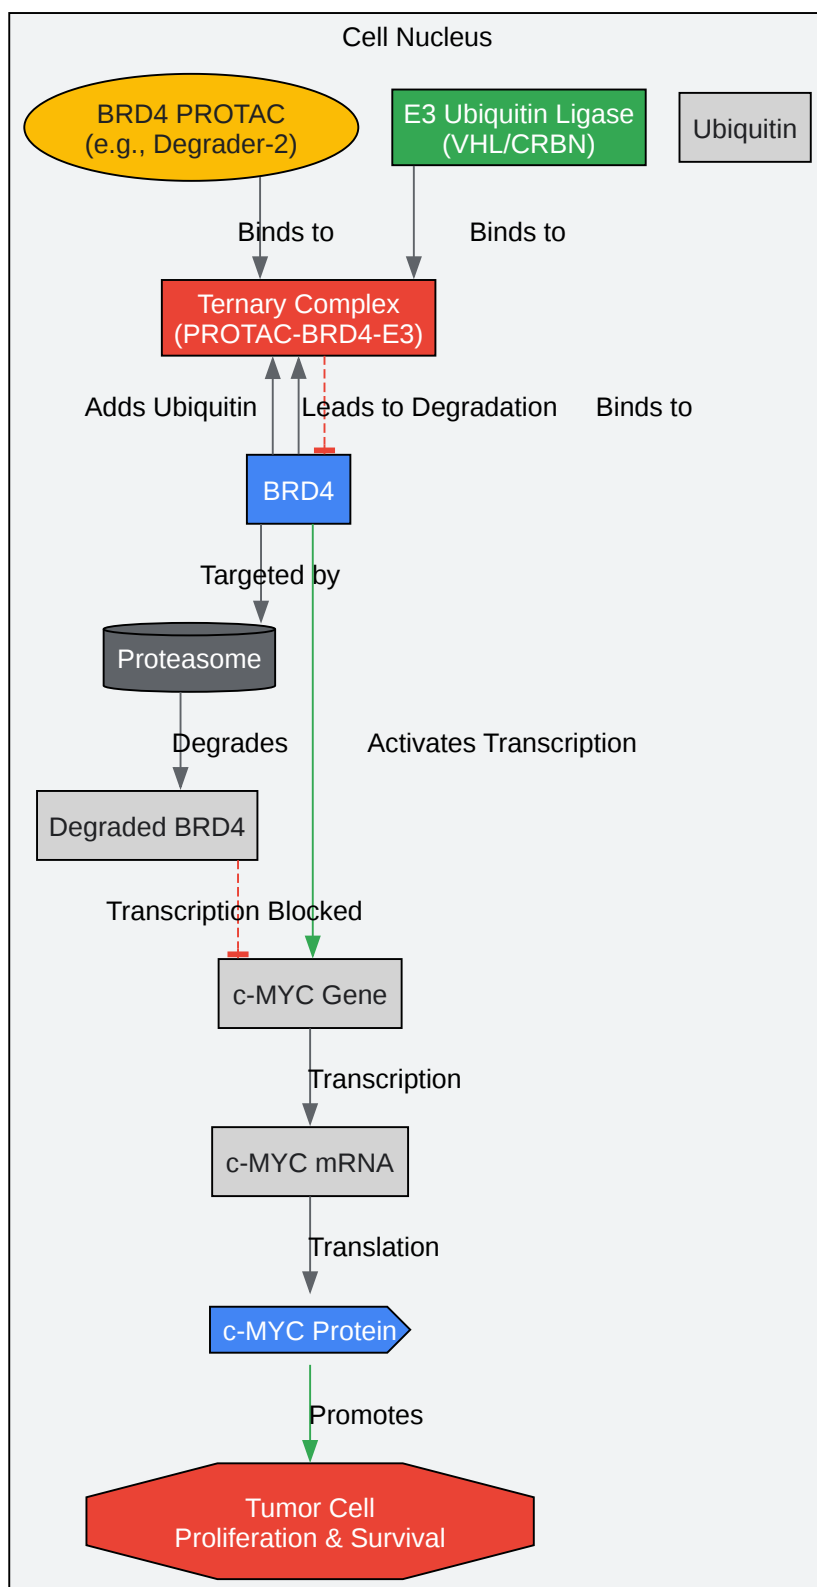 Cell Nucleus
BRD4 PROTAC
(e.g., Degrader-2)
E3 Ubiquitin Ligase
(VHL/CRBN)
Ubiquitin
Binds to
Binds to
Ternary Complex
(PROTAC-BRD4-E3)
Adds Ubiquitin
Leads to Degradation
Binds to
BRD4
Targeted by
Proteasome
Degrades
Activates Transcription
Degraded BRD4
Transcription Blocked
c-MYC Gene
Transcription
c-MYC mRNA
Translation
c-MYC Protein
Promotes
Tumor Cell
Proliferation & Survival